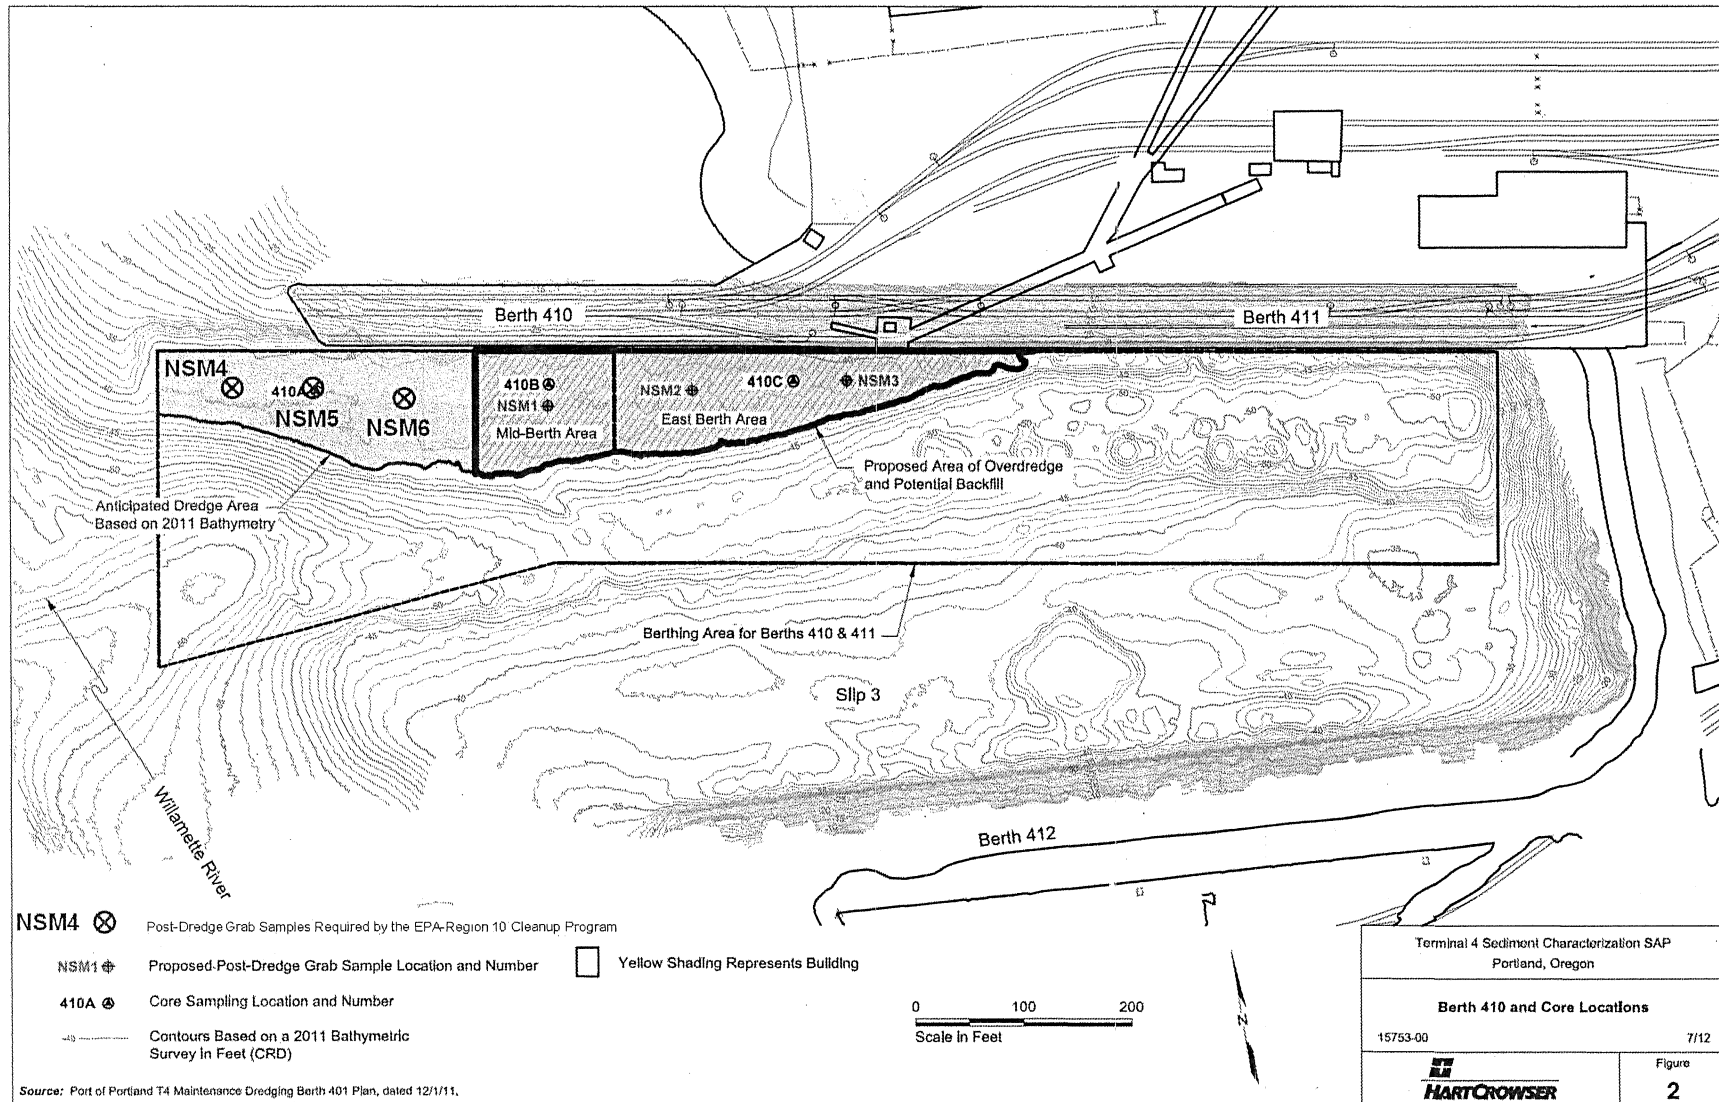 Berth 410
Berth 411
NSM4
410A
NSM5
NSM6
410B
NSM1
Mid-Berth Area
NSM2
410C
NSM3
East Berth Area
Proposed Area of Overdredge
and Potential Backfill
Anticipated Dredge Area
Based on 2011 Bathymetry
Berthing Area for Berths 410 & 411
Slip 3
Willamette River
Berth 412
NSM4
Post-Dredge Grab Samples Required by the EPA-Region 10 Cleanup Program
NSM1
Proposed Post-Dredge Grab Sample Location and Number
Yellow Shading Represents Building
410A
Core Sampling Location and Number
-40
Contours Based on a 2011 Bathymetric
Survey in Feet (CRD)
0 100 200
Scale in Feet
N
Source: Port of Portland T4 Maintenance Dredging Berth 401 Plan, dated 12/1/11.
Terminal 4 Sediment Characterization SAP
Portland, Oregon
Berth 410 and Core Locations
15753-00 7/12
HARTCROWSER
Figure
2